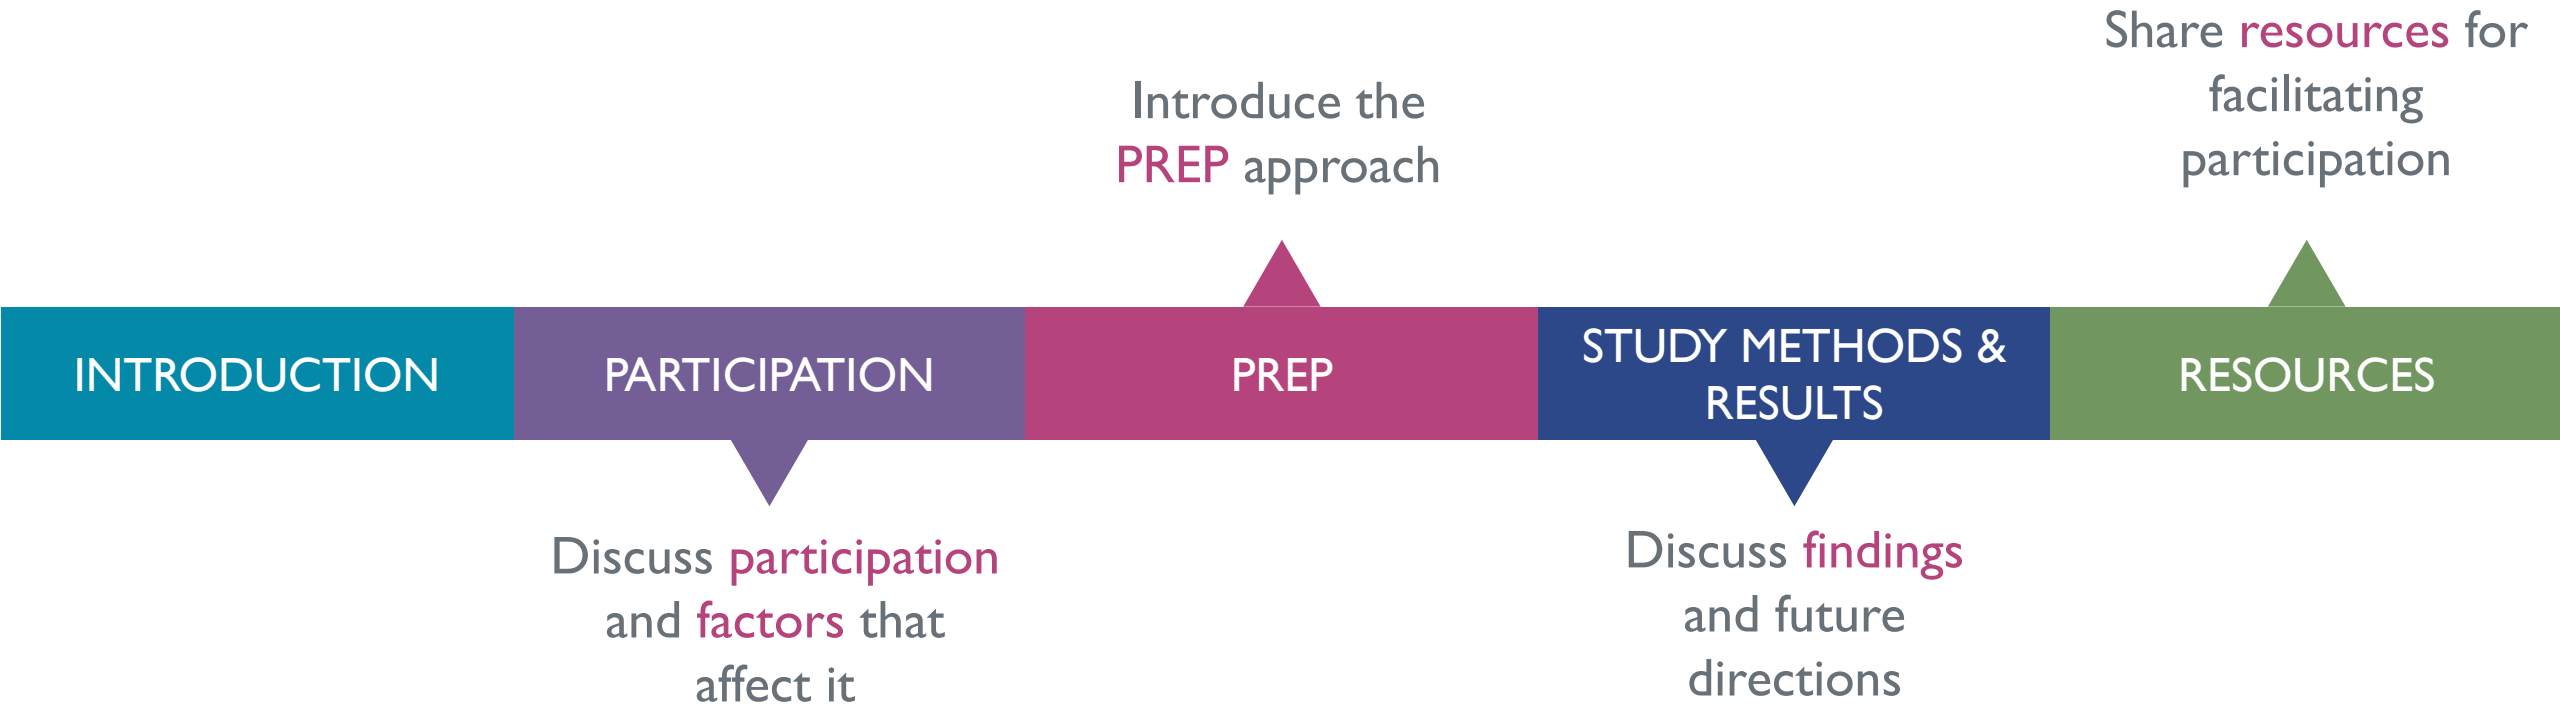 Share resources for
facilitating
participation
Introduce the
PREP approach
INTRODUCTION
PARTICIPATION
PREP
STUDY METHODS &
RESULTS
RESOURCES
Discuss participation
and factors that
affect it
Discuss findings
and future
directions